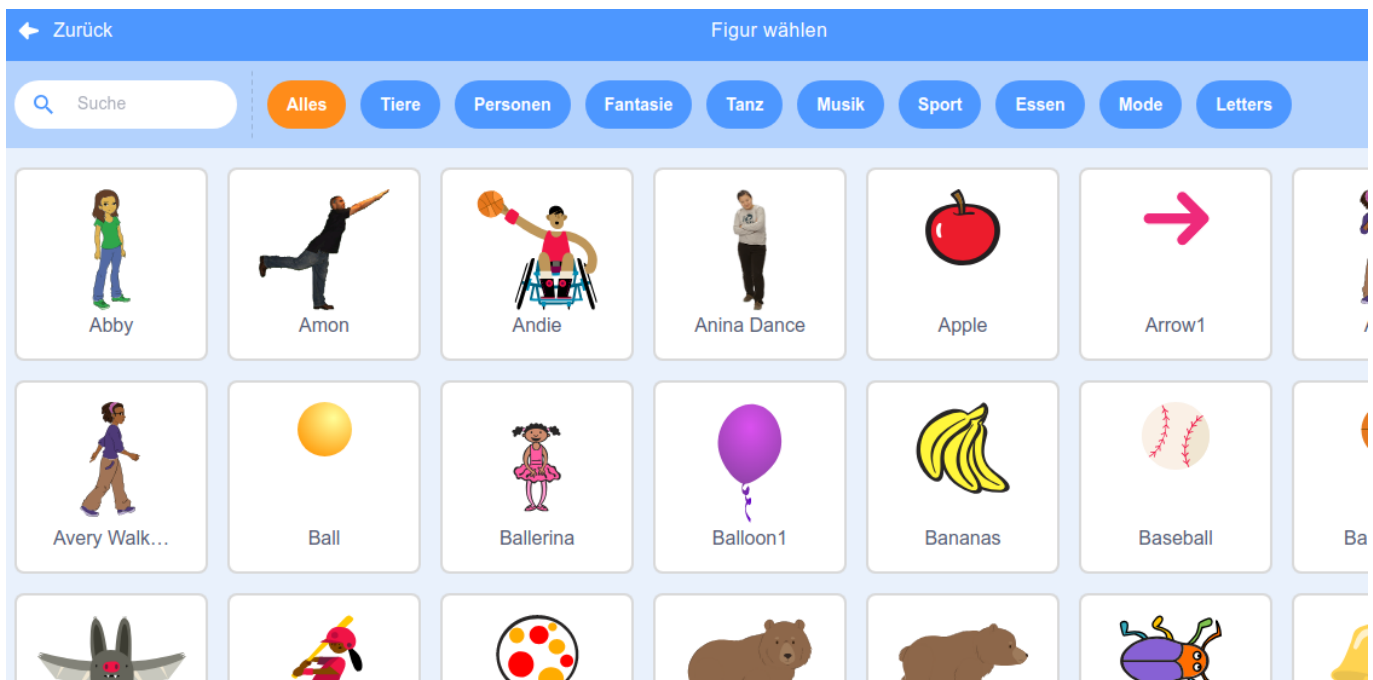 Zurück
Figur wählen
Suche
Alles
Tiere
Personen
Fantasie
Tanz
Musik
Sport
Essen
Mode
Letters
Abby
Amon
Andie
Anina Dance
Apple
Arrow1
Avery Walk…
Ball
Ballerina
Balloon1
Bananas
Baseball
Ba